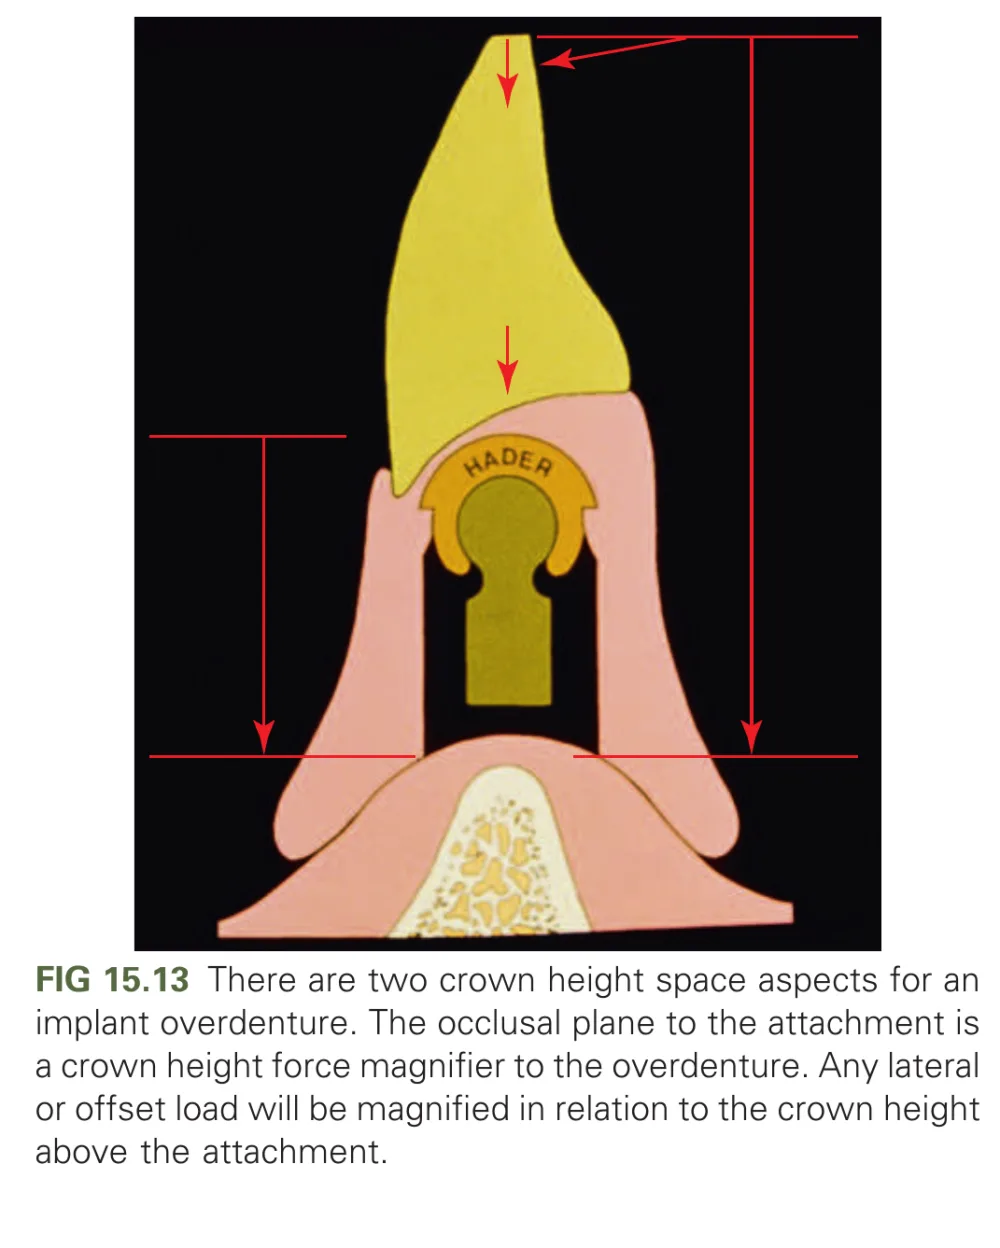 HADER
FIG 15.13 There are two crown height space aspects for an
implant overdenture. The occlusal plane to the attachment is
a crown height force magnifier to the overdenture. Any lateral
or offset load will be magnified in relation to the crown height
above the attachment.